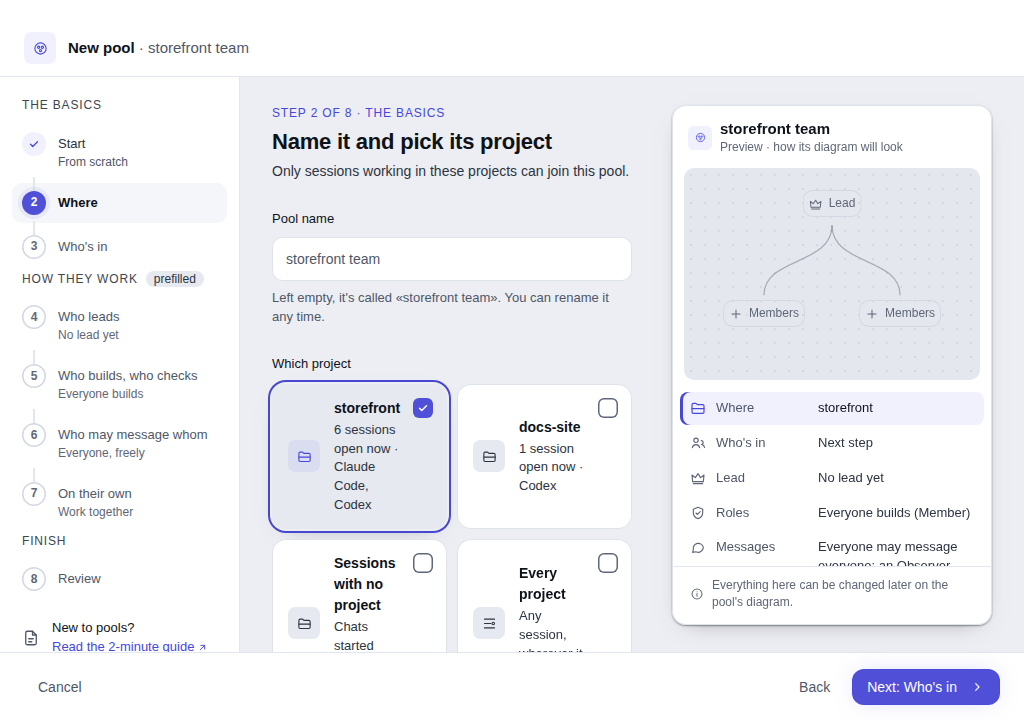 New pool · storefront team
THE BASICS
Start
From scratch
2
Where
3
Who's in
HOW THEY WORK prefilled
4
Who leads
No lead yet
5
Who builds, who checks
Everyone builds
6
Who may message whom
Everyone, freely
7
On their own
Work together
FINISH
8
Review
New to pools?
Read the 2-minute guide
STEP 2 OF 8 · THE BASICS
Name it and pick its project
Only sessions working in these projects can join this pool.
Pool name
storefront team
Left empty, it's called «storefront team». You can rename it
any time.
Which project
storefront
6 sessions
open now ·
Claude
Code,
Codex
docs-site
1 session
open now ·
Codex
Sessions
with no
project
Chats
started
Every
project
Any
session,
wherever it
storefront team
Preview · how its diagram will look
Lead
Members
Members
Where storefront
Who's in Next step
Lead No lead yet
Roles Everyone builds (Member)
Messages Everyone may message
everyone; an Observer
Everything here can be changed later on the
pool's diagram.
Cancel
Back
Next: Who's in